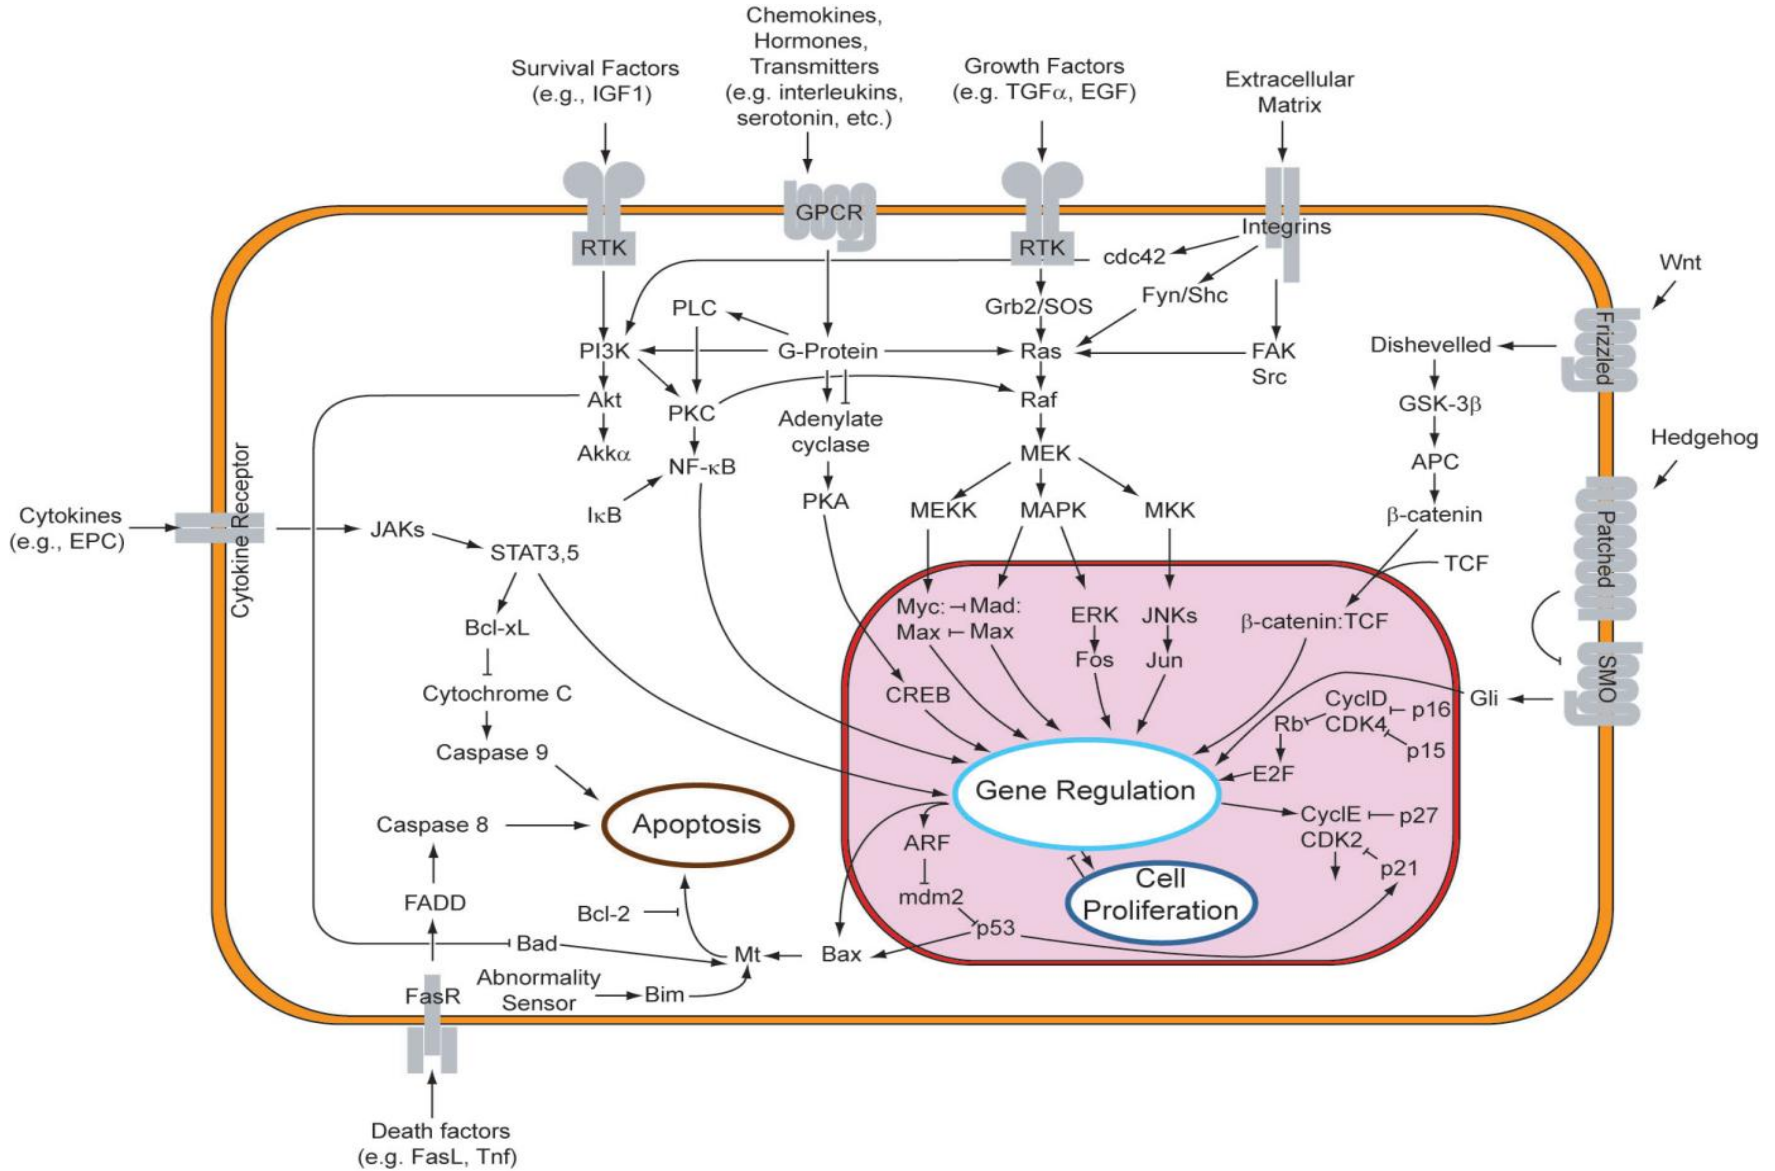 Chemokines,
Hormones,
Transmitters
(e.g. interleukins,
serotonin, etc.)
Survival Factors
(e.g., IGF1)
Growth Factors
(e.g. TGFα, EGF)
Extracellular
Matrix
RTK
GPCR
RTK
Integrins
cdc42
Fyn/Shc
Grb2/SOS
PLC
PI3K
G-Protein
Ras
FAK
Src
Akt
PKC
Adenylate
cyclase
Raf
Akkα
NF-κB
MEK
IκB
PKA
MEKK
MAPK
MKK
Wnt
Frizzled
Dishevelled
GSK-3β
APC
β-catenin
TCF
Hedgehog
Patched
SMO
Gli
Cytokines
(e.g., EPC)
Cytokine Receptor
JAKs
STAT3,5
Bcl-xL
Cytochrome C
Caspase 9
Caspase 8
Apoptosis
FADD
Bcl-2
Bad
Mt
Bax
Abnormality
Sensor
Bim
FasR
Death factors
(e.g. FasL, Tnf)
Myc: Mad:
Max Max
ERK
JNKs
β-catenin:TCF
Fos
Jun
CREB
CyclD
CDK4
p16
p15
Rb
E2F
Gene Regulation
CyclE
CDK2
p27
p21
ARF
mdm2
p53
Cell
Proliferation